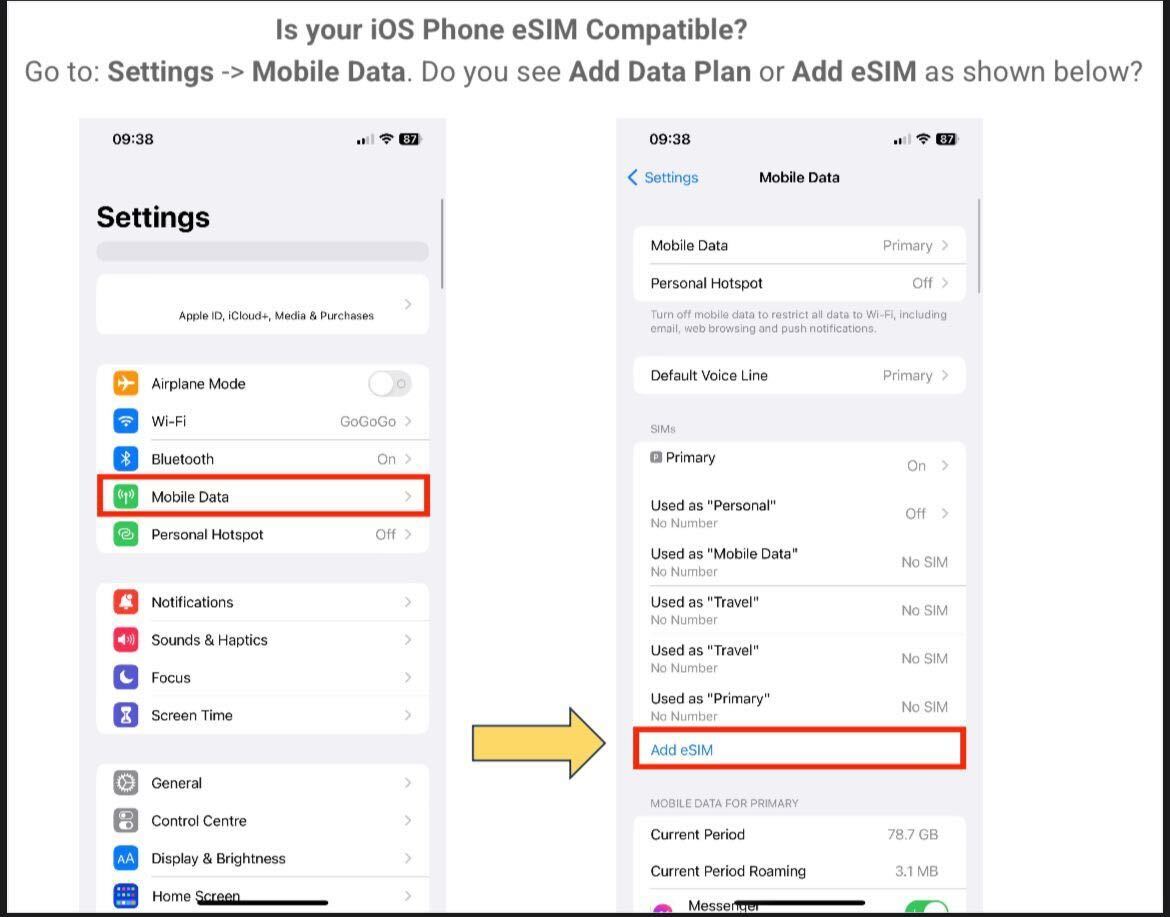 Is your iOS Phone eSIM Compatible?
Go to: Settings -> Mobile Data. Do you see Add Data Plan or Add eSIM as shown below?
09:38
87
Settings
Apple ID, iCloud+, Media & Purchases
Airplane Mode
Wi-Fi GoGoGo
Bluetooth On
Mobile Data
Personal Hotspot Off
Notifications
Sounds & Haptics
Focus
Screen Time
General
Control Centre
AA Display & Brightness
Home Screen
09:38
87
Settings Mobile Data
Mobile Data Primary
Personal Hotspot Off
Turn off mobile data to restrict all data to Wi-Fi, including
email, web browsing and push notifications.
Default Voice Line Primary
SIMs
P Primary On
Used as "Personal" Off
No Number
Used as "Mobile Data" No SIM
No Number
Used as "Travel" No SIM
No Number
Used as "Travel" No SIM
No Number
Used as "Primary" No SIM
No Number
Add eSIM
MOBILE DATA FOR PRIMARY
Current Period 78.7 GB
Current Period Roaming 3.1 MB
Messenger